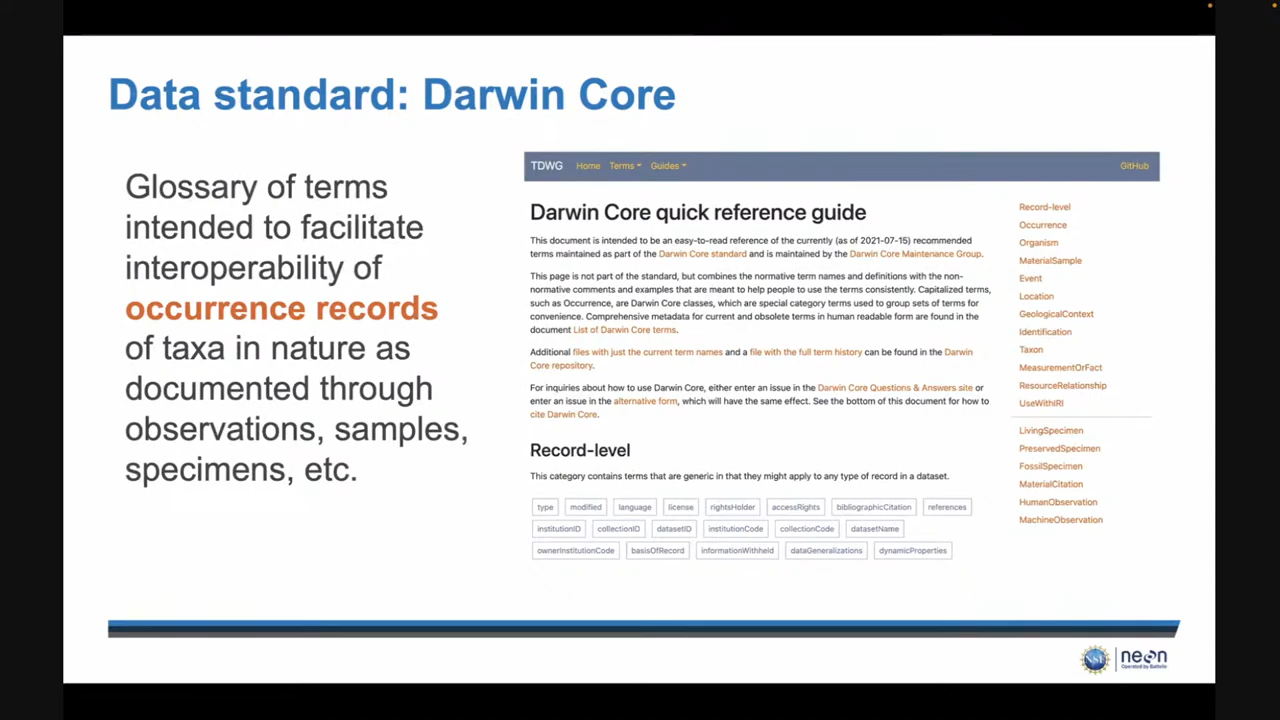 Data standard: Darwin Core
Glossary of terms
intended to facilitate
interoperability of
occurrence records
of taxa in nature as
documented through
observations, samples,
specimens, etc.
TDWG Home Terms Guides GitHub
Darwin Core quick reference guide
This document is intended to be an easy-to-read reference of the currently (as of 2021-07-15) recommended
terms maintained as part of the Darwin Core standard and is maintained by the Darwin Core Maintenance Group.
This page is not part of the standard, but combines the normative term names and definitions with the non-
normative comments and examples that are meant to help people to use the terms consistently. Capitalized terms,
such as Occurrence, are Darwin Core classes, which are special category terms used to group sets of terms for
convenience. Comprehensive metadata for current and obsolete terms in human readable form are found in the
document List of Darwin Core terms.
Additional files with just the current term names and a file with the full term history can be found in the Darwin
Core repository.
For inquiries about how to use Darwin Core, either enter an issue in the Darwin Core Questions & Answers site or
enter an issue in the alternative form, which will have the same effect. See the bottom of this document for how to
cite Darwin Core.
Record-level
This category contains terms that are generic in that they might apply to any type of record in a dataset.
type modified language license rightsHolder accessRights bibliographicCitation references
institutionID collectionID datasetID institutionCode collectionCode datasetName
ownerInstitutionCode basisOfRecord informationWithheld dataGeneralizations dynamicProperties
Record-level
Occurrence
Organism
MaterialSample
Event
Location
GeologicalContext
Identification
Taxon
MeasurementOrFact
ResourceRelationship
UseWithIRI
LivingSpecimen
PreservedSpecimen
FossilSpecimen
MaterialCitation
HumanObservation
MachineObservation
NSF
neon
Operated by Battelle